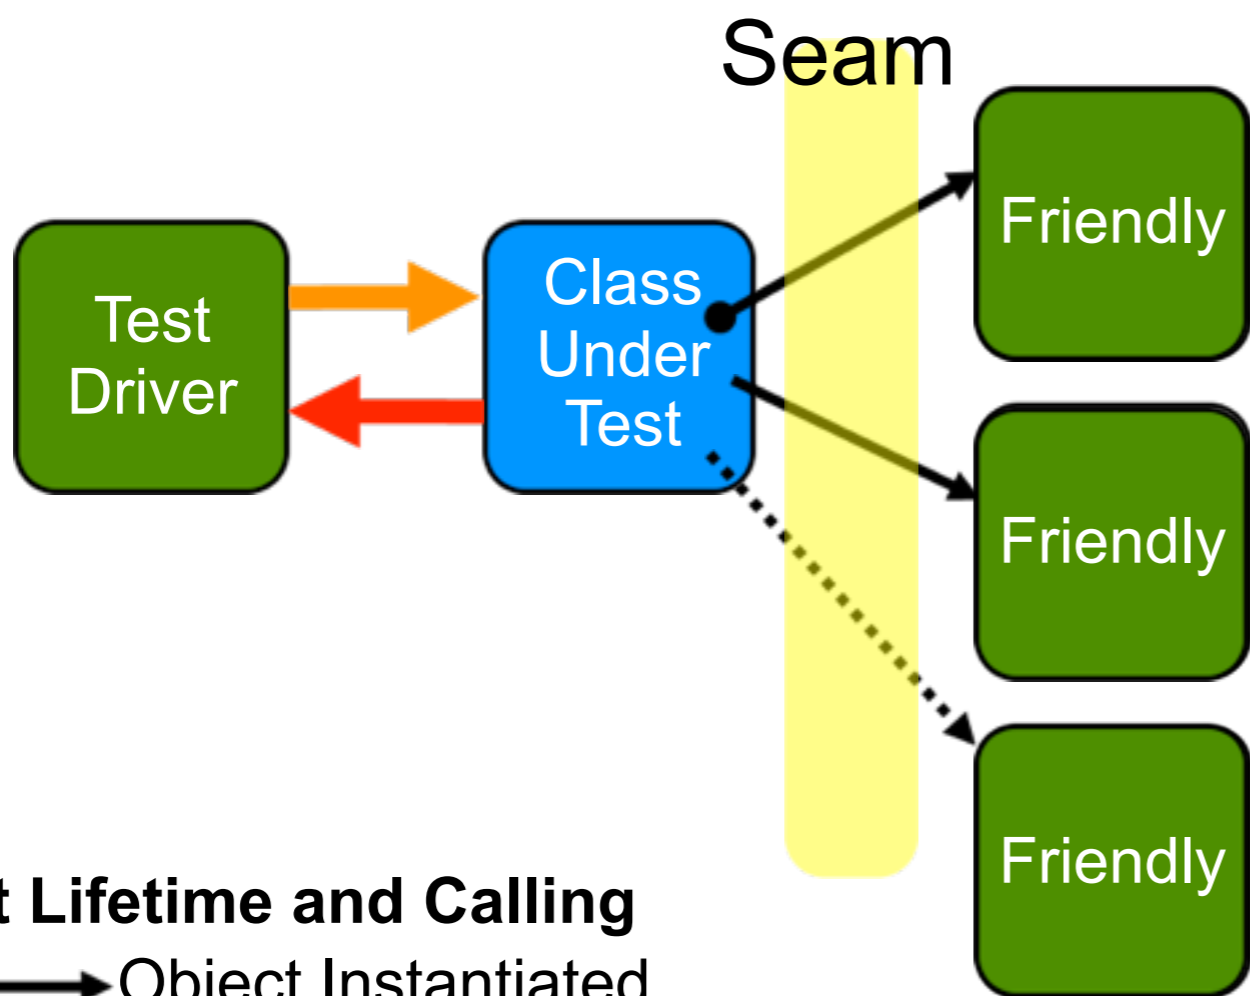 Seam
Friendly
Test
Driver
Class
Under
Test
Friendly
Friendly
t Lifetime and Calling
Object Instantiated